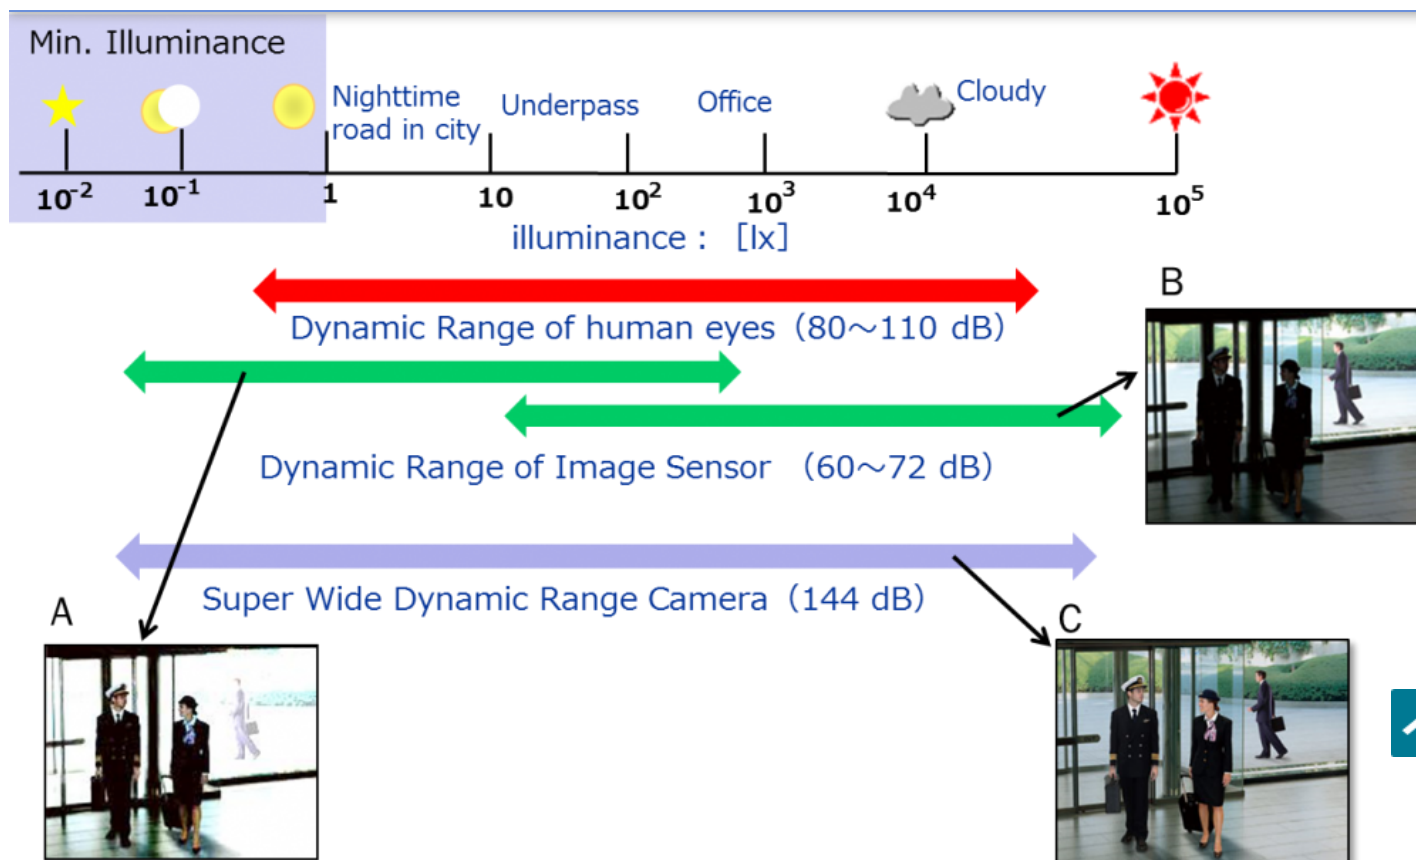 Min. Illuminance
Nighttime
road in city
Underpass
Office
Cloudy
10-2
10-1
1
10
10²
10³
10⁴
10⁵
illuminance : [lx]
B
Dynamic Range of human eyes（80～110 dB）
Dynamic Range of Image Sensor （60～72 dB）
Super Wide Dynamic Range Camera（144 dB）
A
C